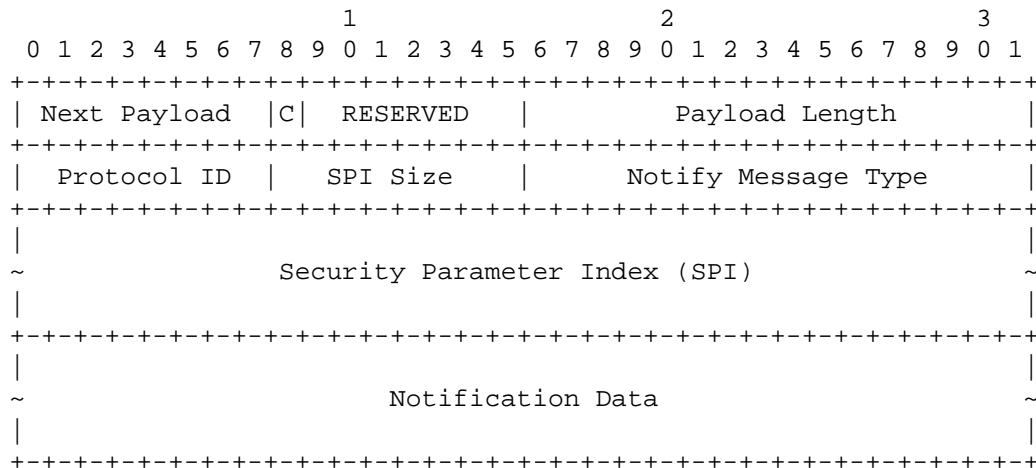 1                   2                   3
 0 1 2 3 4 5 6 7 8 9 0 1 2 3 4 5 6 7 8 9 0 1 2 3 4 5 6 7 8 9 0 1
+-+-+-+-+-+-+-+-+-+-+-+-+-+-+-+-+-+-+-+-+-+-+-+-+-+-+-+-+-+-+-+-+
| Next Payload  |C|  RESERVED   |         Payload Length        |
+-+-+-+-+-+-+-+-+-+-+-+-+-+-+-+-+-+-+-+-+-+-+-+-+-+-+-+-+-+-+-+-+
|  Protocol ID  |   SPI Size    |      Notify Message Type      |
+-+-+-+-+-+-+-+-+-+-+-+-+-+-+-+-+-+-+-+-+-+-+-+-+-+-+-+-+-+-+-+-+
|                                                               |
~                Security Parameter Index (SPI)                 ~
|                                                               |
+-+-+-+-+-+-+-+-+-+-+-+-+-+-+-+-+-+-+-+-+-+-+-+-+-+-+-+-+-+-+-+-+
|                                                               |
~                       Notification Data                       ~
|                                                               |
+-+-+-+-+-+-+-+-+-+-+-+-+-+-+-+-+-+-+-+-+-+-+-+-+-+-+-+-+-+-+-+-+